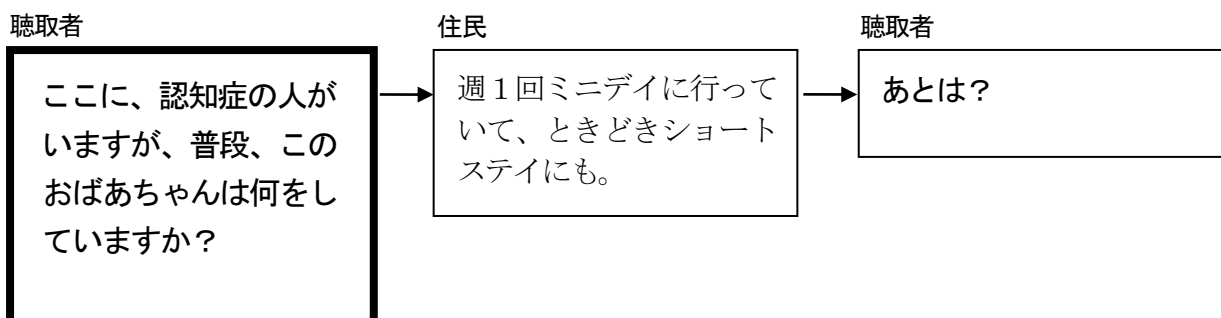 聴取者
ここに、認知症の人が
いますが、普段、この
おばあちゃんは何をし
ていますか？
住民
週１回ミニデイに行って
いて、ときどきショート
ステイにも。
聴取者
あとは？